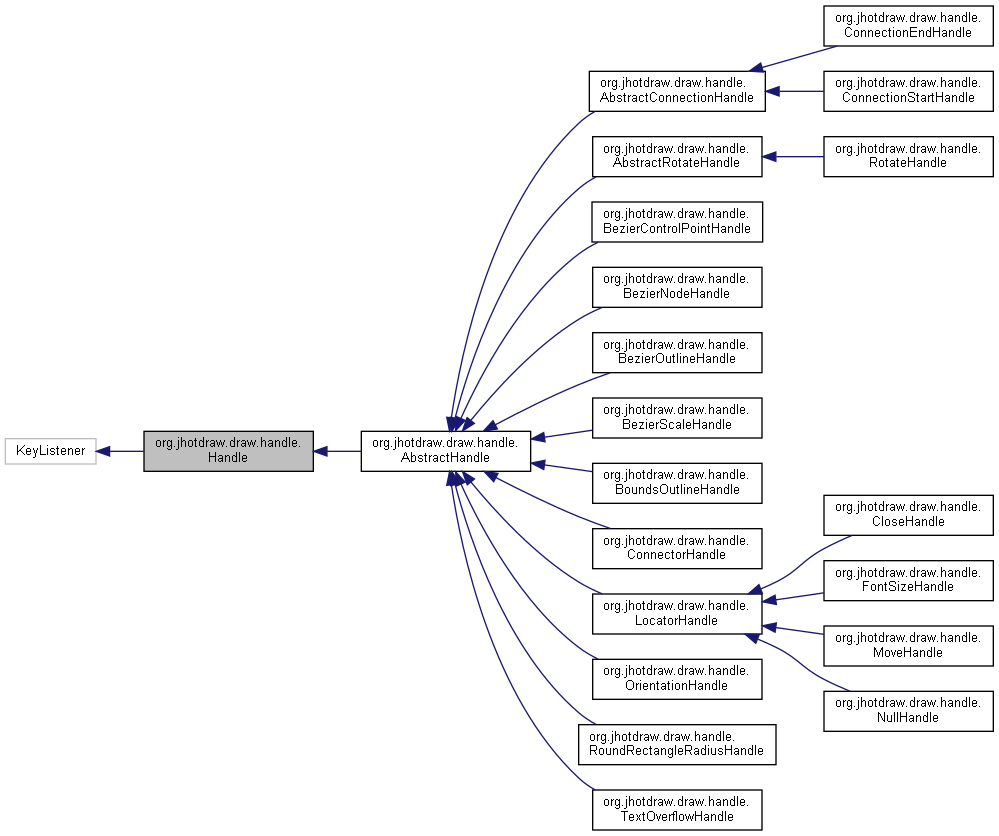 org.jhotdraw.draw.handle.
ConnectionEndHandle
org.jhotdraw.draw.handle.
AbstractConnectionHandle
org.jhotdraw.draw.handle.
ConnectionStartHandle
org.jhotdraw.draw.handle.
AbstractRotateHandle
org.jhotdraw.draw.handle.
RotateHandle
org.jhotdraw.draw.handle.
BezierControlPointHandle
org.jhotdraw.draw.handle.
BezierNodeHandle
org.jhotdraw.draw.handle.
BezierOutlineHandle
org.jhotdraw.draw.handle.
BezierScaleHandle
KeyListener
org.jhotdraw.draw.handle.
Handle
org.jhotdraw.draw.handle.
AbstractHandle
org.jhotdraw.draw.handle.
BoundsOutlineHandle
org.jhotdraw.draw.handle.
ConnectorHandle
org.jhotdraw.draw.handle.
CloseHandle
org.jhotdraw.draw.handle.
FontSizeHandle
org.jhotdraw.draw.handle.
LocatorHandle
org.jhotdraw.draw.handle.
MoveHandle
org.jhotdraw.draw.handle.
OrientationHandle
org.jhotdraw.draw.handle.
NullHandle
org.jhotdraw.draw.handle.
RoundRectangleRadiusHandle
org.jhotdraw.draw.handle.
TextOverflowHandle